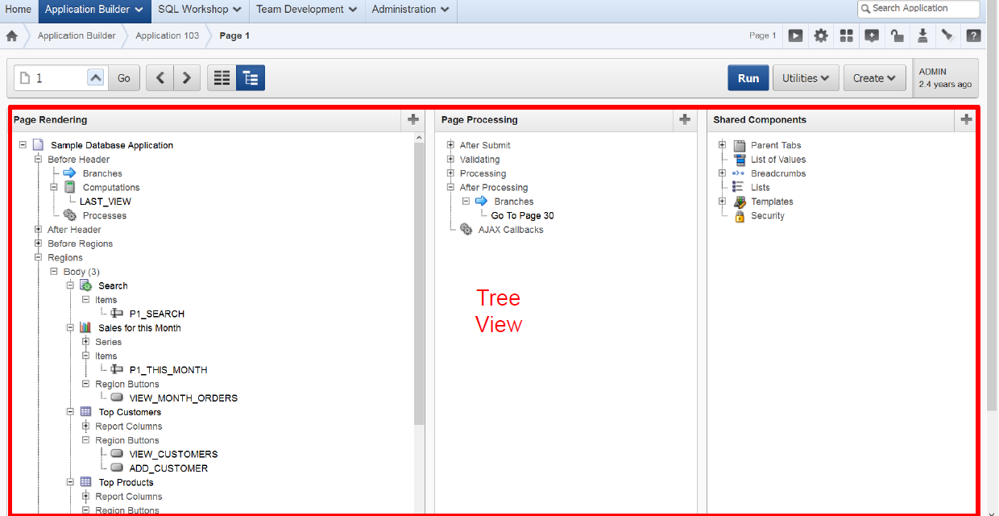 Home Application Builder SQL Workshop Team Development Administration Search Application
Application Builder Application 103 Page 1 Page 1
1 Go Run Utilities Create ADMIN
2.4 years ago
Page Rendering
Sample Database Application
Before Header
Branches
Computations
LAST_VIEW
Processes
After Header
Before Regions
Regions
Body (3)
Search
Items
P1_SEARCH
Sales for this Month
Series
Items
P1_THIS_MONTH
Region Buttons
VIEW_MONTH_ORDERS
Top Customers
Report Columns
Region Buttons
VIEW_CUSTOMERS
ADD_CUSTOMER
Top Products
Report Columns
Region Buttons
Page Processing
After Submit
Validating
Processing
After Processing
Branches
Go To Page 30
AJAX Callbacks
Tree
View
Shared Components
Parent Tabs
List of Values
Breadcrumbs
Lists
Templates
Security